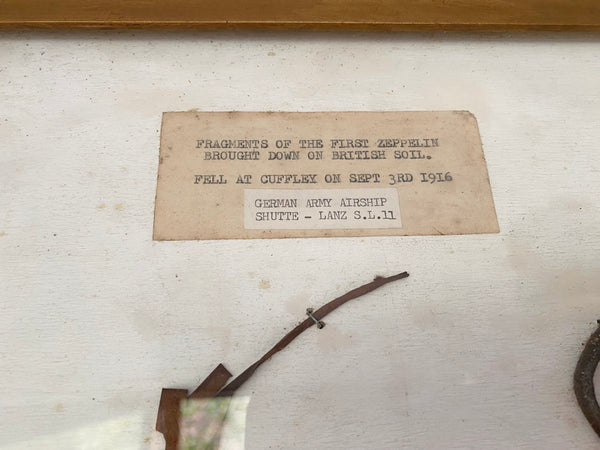 FRAGMENTS OF THE FIRST ZEPPELIN
BROUGHT DOWN ON BRITISH SOIL.
FELL AT CUFFLEY ON SEPT 3RD 1916
GERMAN ARMY AIRSHIP
SHUTTE - LANZ S.L.11